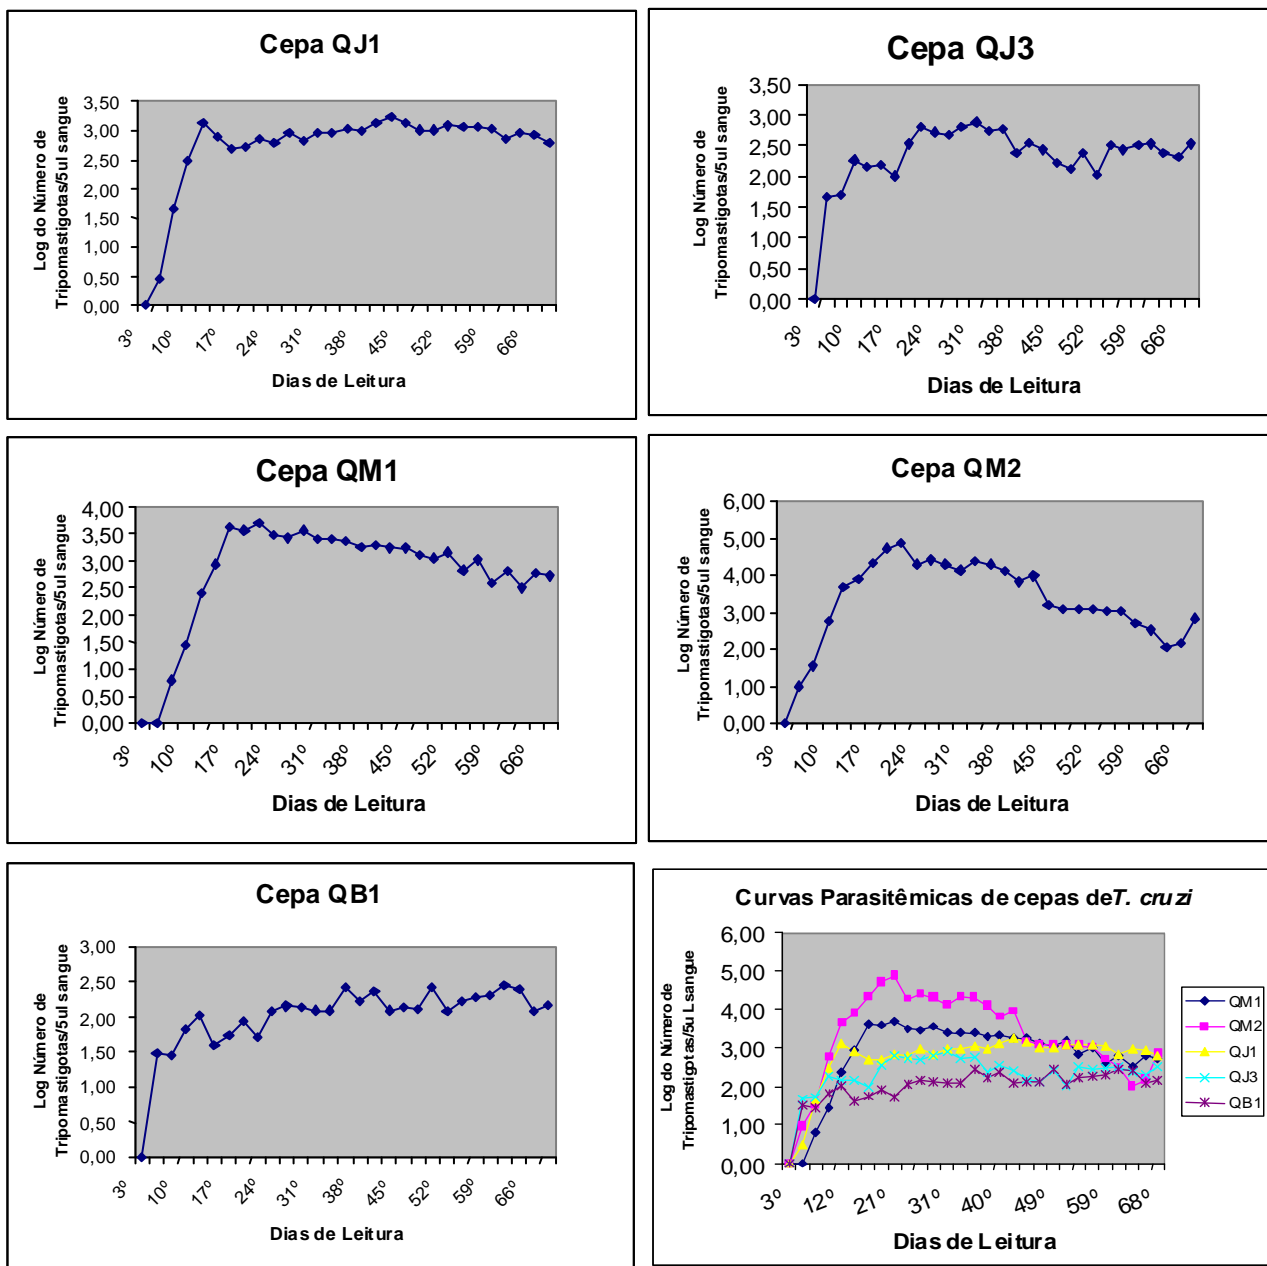 Cepa QJ1
Log do Número de
Tripomastigotas/5ul sangue
3,50
3,00
2,50
2,00
1,50
1,00
0,50
0,00
3º 10º 17º 24º 31º 38º 45º 52º 59º 66º
Dias de Leitura
Cepa QJ3
Log Número de
Tripomastigotas/5ul sangue
3,50
3,00
2,50
2,00
1,50
1,00
0,50
0,00
3º 10º 17º 24º 31º 38º 45º 52º 59º 66º
Dias de Leitura
Cepa QM1
Log Número de
Tripomastigotas/5ul sangue
4,00
3,50
3,00
2,50
2,00
1,50
1,00
0,50
0,00
3º 10º 17º 24º 31º 38º 45º 52º 59º 66º
Dias de Leitura
Cepa QM2
Log Número de
Tripomastigotas/5ul sangue
6,00
5,00
4,00
3,00
2,00
1,00
0,00
3º 10º 17º 24º 31º 38º 45º 52º 59º 66º
Dias de Leitura
Cepa QB1
Log Número de
Tripomastigotas/5ul sangue
3,00
2,50
2,00
1,50
1,00
0,50
0,00
3º 10º 17º 24º 31º 38º 45º 52º 59º 66º
Dias de Leitura
Curvas Parasitêmicas de cepas deT. cruzi
Log do Número de
Tripomastigotas/5u L sangue
6,00
5,00
4,00
3,00
2,00
1,00
0,00
3º 12º 21º 31º 40º 49º 59º 68º
Dias de Leitura
QM1
QM2
QJ1
QJ3
QB1